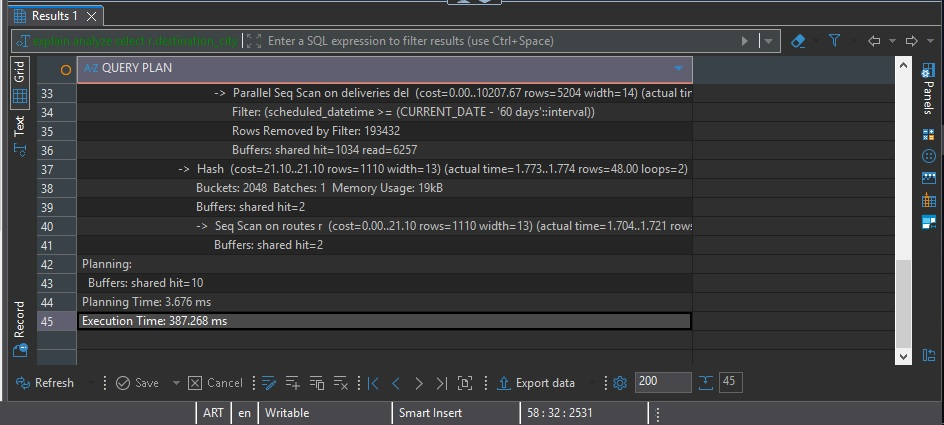 Results 1
explain analyze select r.destination_city Enter a SQL expression to filter results (use Ctrl+Space)
Grid
Text
Record
A-Z QUERY PLAN
33 -> Parallel Seq Scan on deliveries del (cost=0.00..10207.67 rows=5204 width=14) (actual tir
34 Filter: (scheduled_datetime >= (CURRENT_DATE - '60 days'::interval))
35 Rows Removed by Filter: 193432
36 Buffers: shared hit=1034 read=6257
37 -> Hash (cost=21.10..21.10 rows=1110 width=13) (actual time=1.773..1.774 rows=48.00 loops=2)
38 Buckets: 2048 Batches: 1 Memory Usage: 19kB
39 Buffers: shared hit=2
40 -> Seq Scan on routes r (cost=0.00..21.10 rows=1110 width=13) (actual time=1.704..1.721 rows
41 Buffers: shared hit=2
42 Planning:
43 Buffers: shared hit=10
44 Planning Time: 3.676 ms
45 Execution Time: 387.268 ms
Panels
Refresh Save Cancel Export data 200 45
ART en Writable Smart Insert 58 : 32 : 2531